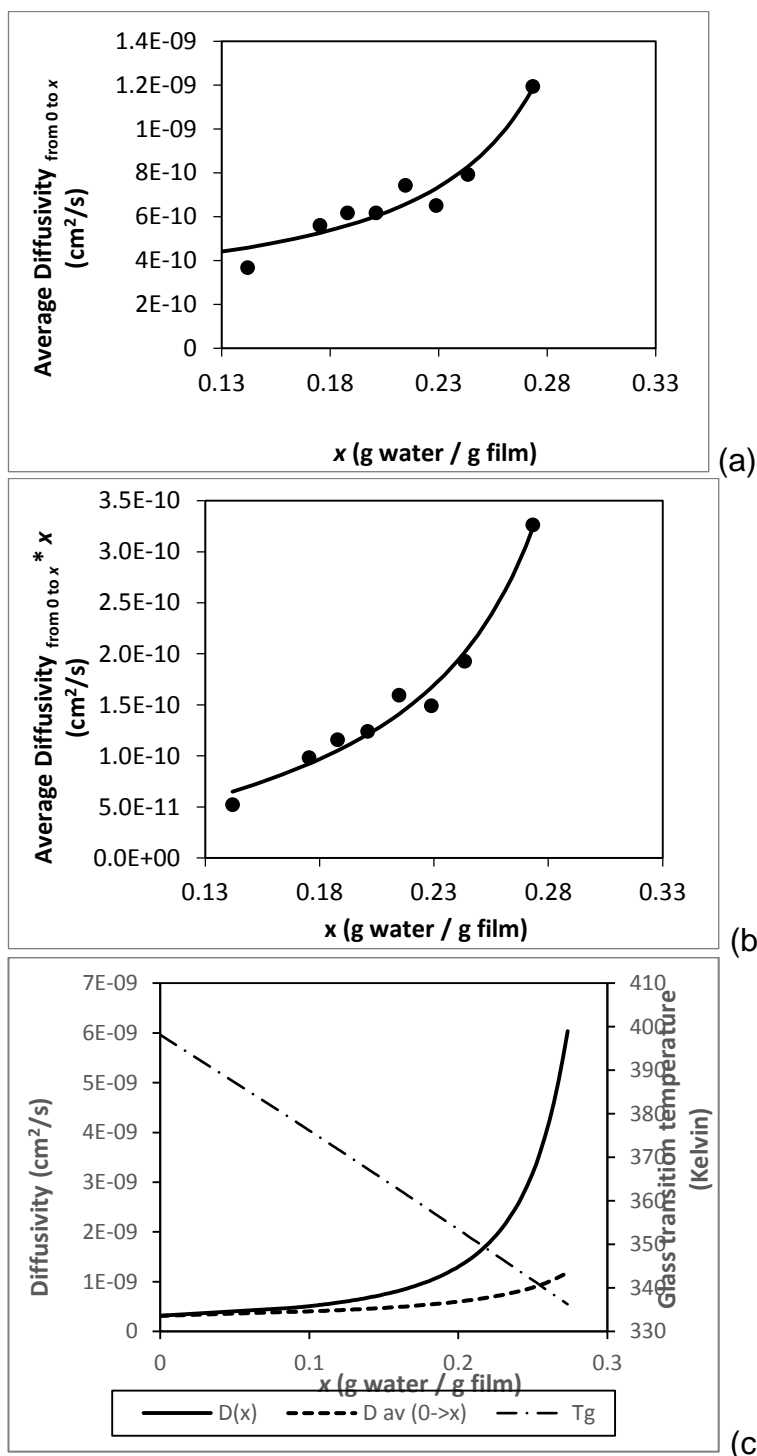 1.4E-09
1.2E-09
1E-09
8E-10
6E-10
4E-10
2E-10
0
Average Diffusivity from 0 to x
(cm²/s)
0.13 0.18 0.23 0.28 0.33
x (g water / g film)
(a)
3.5E-10
3.0E-10
2.5E-10
2.0E-10
1.5E-10
1.0E-10
5.0E-11
0.0E+00
Average Diffusivity from 0 to x * x
(cm²/s)
0.13 0.18 0.23 0.28 0.33
x (g water / g film)
(b
7E-09
6E-09
5E-09
4E-09
3E-09
2E-09
1E-09
0
Diffusivity (cm²/s)
410
400
390
380
370
360
350
340
330
Glass transition temperature
(Kelvin)
0 0.1 0.2 0.3
x (g water / g film)
D(x) D av (0->x) Tg
(c